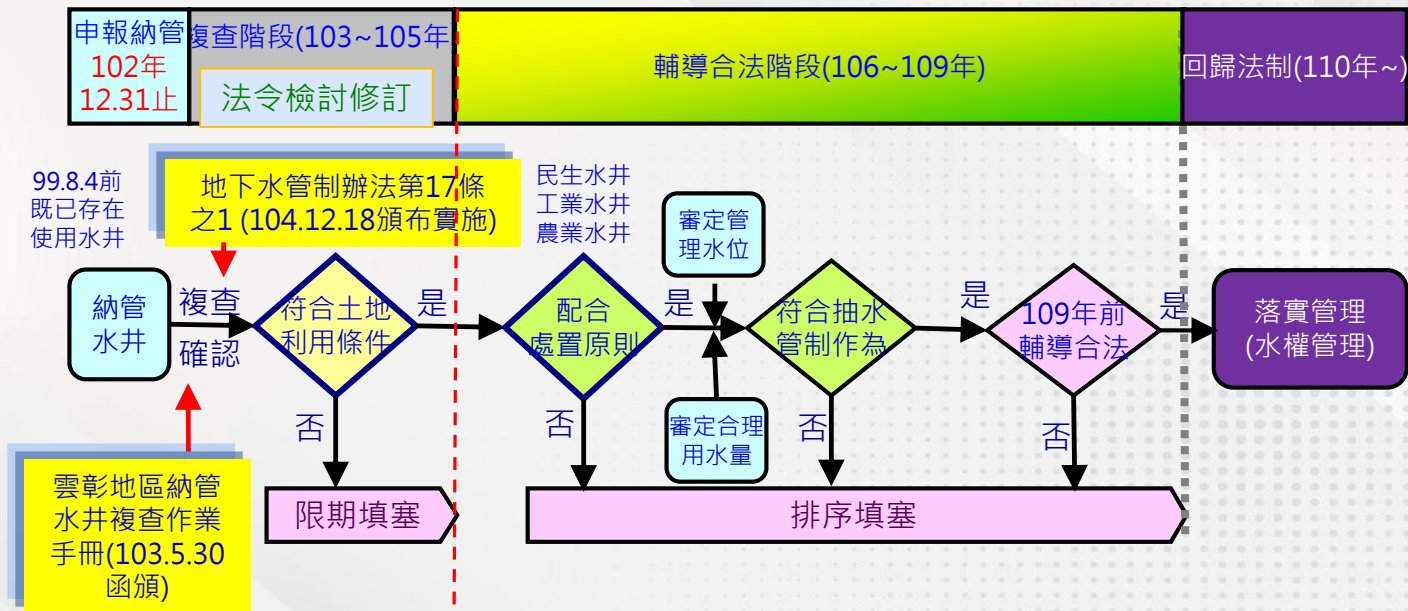 申報納管
102年
12.31止
複查階段(103~105年
法令檢討修訂
輔導合法階段(106~109年)
回歸法制(110年~)
99.8.4前
既已存在
使用水井
地下水管制辦法第17條
之1 (104.12.18頒布實施)
民生水井
工業水井
農業水井
審定管
理水位
納管
水井
複查
確認
符合土地
利用條件
是
配合
處置原則
是
符合抽水
管制作為
是
109年前
輔導合法
是
落實管理
(水權管理)
否
否
審定合理
用水量
否
否
雲彰地區納管
水井複查作業
手冊(103.5.30
函頒)
限期填塞
排序填塞